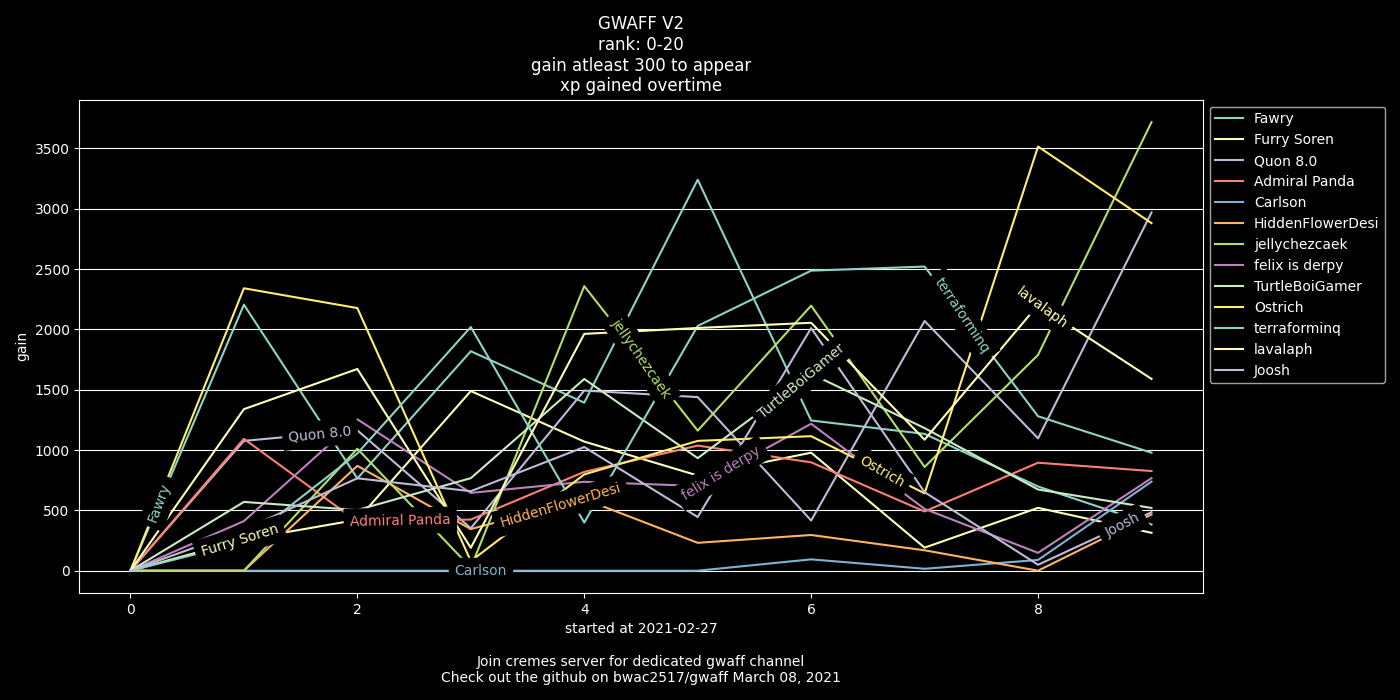 GWAFF V2
rank: 0-20
gain atleast 300 to appear
xp gained overtime
gain
3500
3000
2500
2000
1500
1000
500
0
0 2 4 6 8
started at 2021-02-27
Fawry
Furry Soren
Quon 8.0
Admiral Panda
Carlson
HiddenFlowerDesi
jellychezcaek
felix is derpy
TurtleBoiGamer
Ostrich
terraforminq
lavalaph
Joosh
Fawry
Furry Soren
Quon 8.0
Admiral Panda
Carlson
HiddenFlowerDesi
jellychezcaek
felix is derpy
TurtleBoiGamer
Ostrich
terraforminq
lavalaph
Joosh
Join cremes server for dedicated gwaff channel
Check out the github on bwac2517/gwaff March 08, 2021